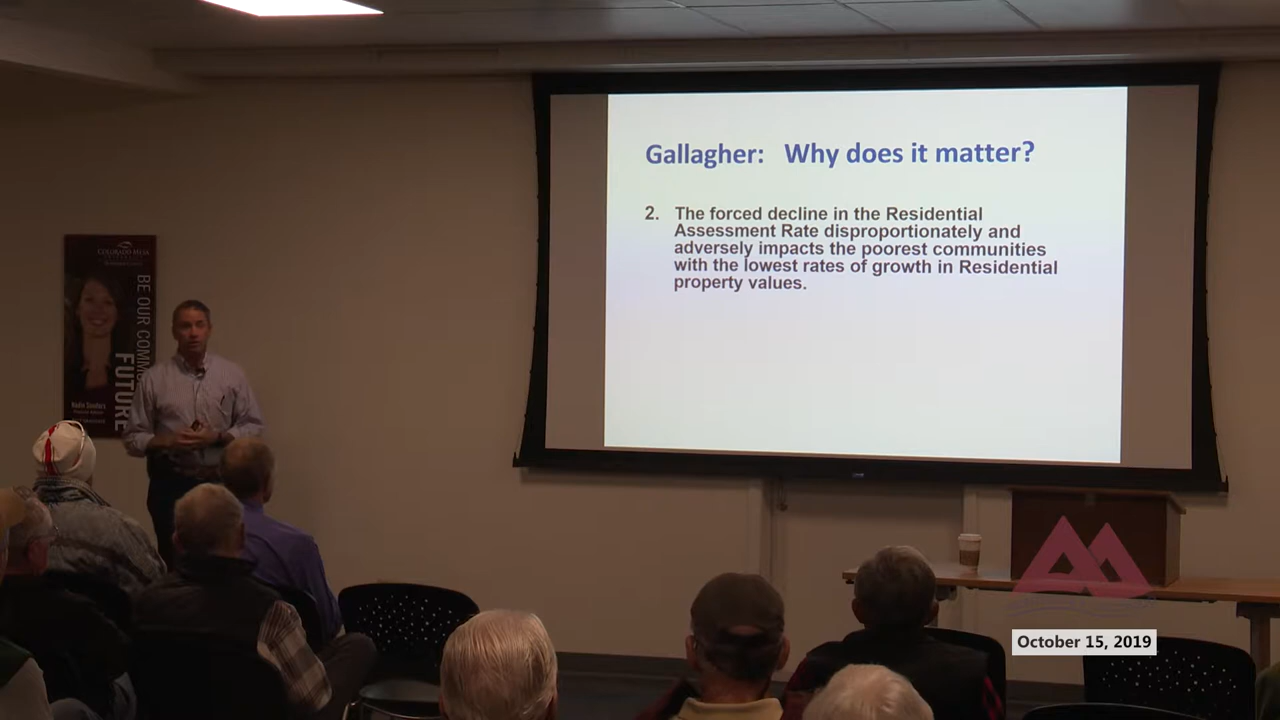 Gallagher: Why does it matter?
2. The forced decline in the Residential
Assessment Rate disproportionately and
adversely impacts the poorest communities
with the lowest rates of growth in Residential
property values.
COLORADO MESA
BE OUR COMM
FUTURE
October 15, 2019